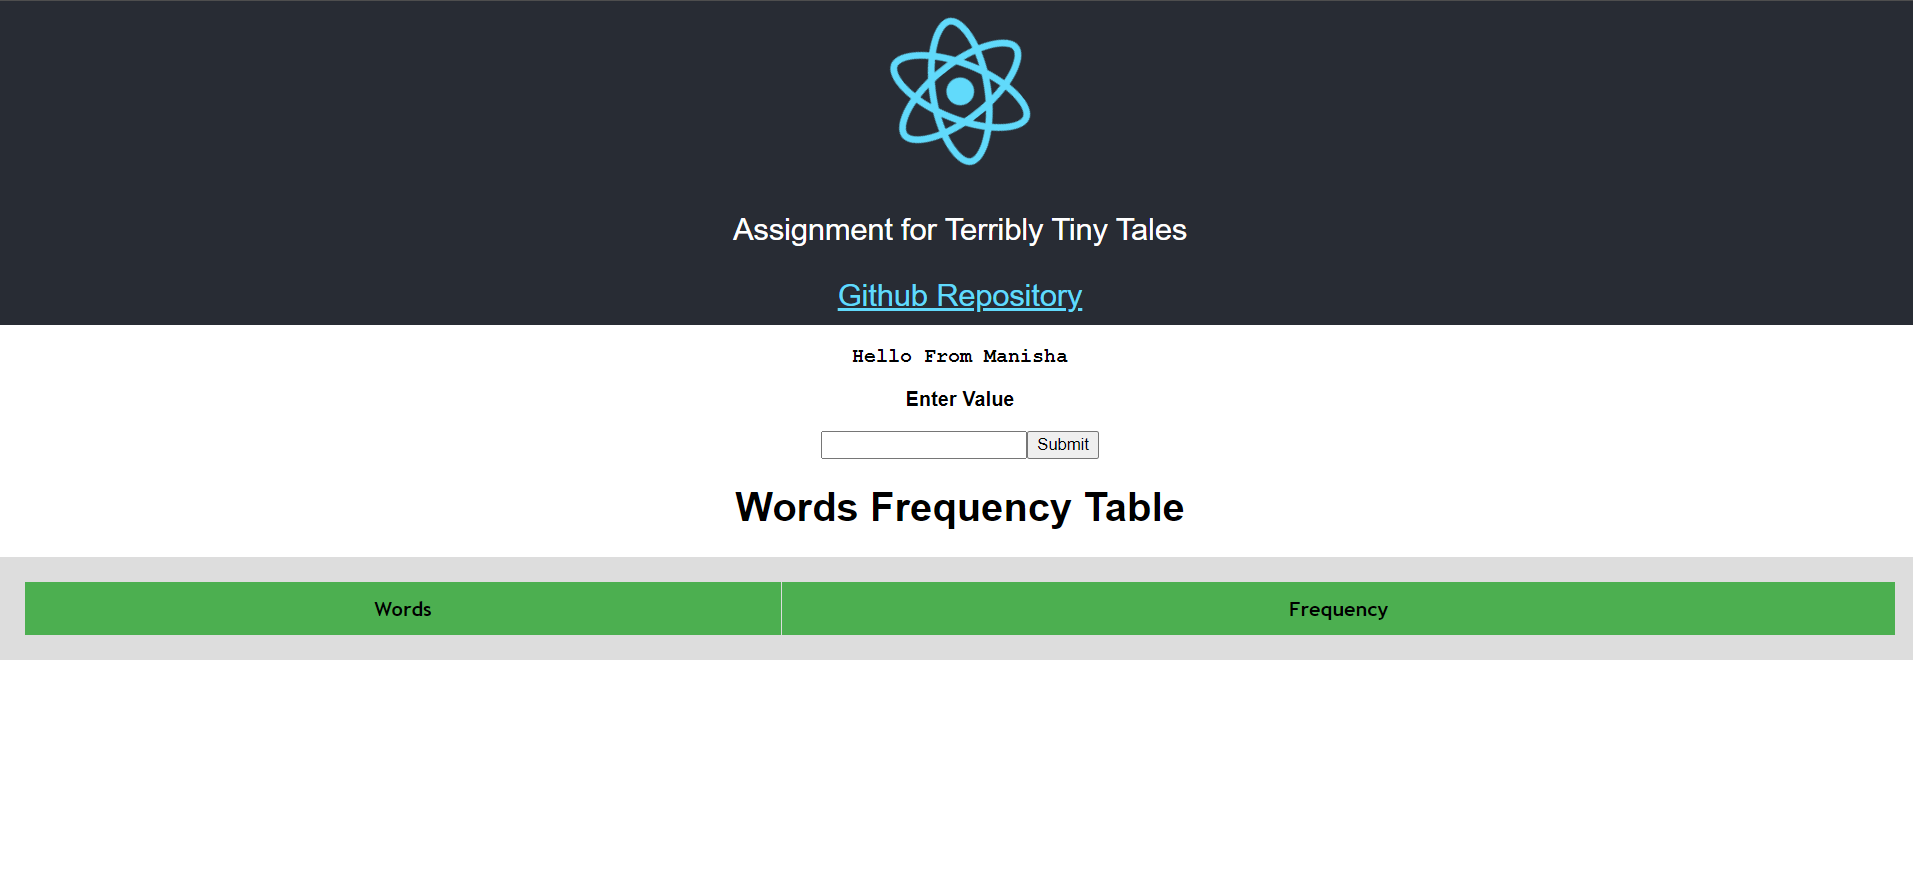 Assignment for Terribly Tiny Tales
Github Repository
Hello From Manisha
Enter Value
Submit
Words Frequency Table
Words Frequency